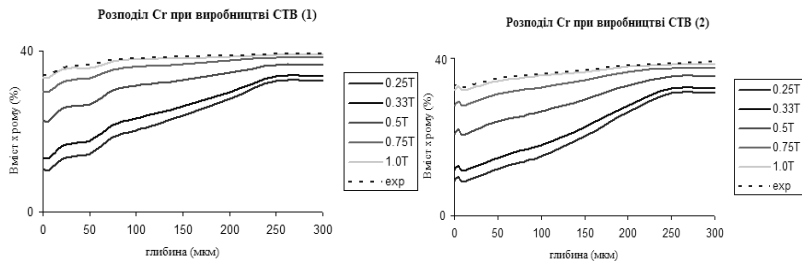 Розподіл Cr при виробництві СТВ (1)
40
0
Вміст хрому (%)
0 50 100 150 200 250 300
глибина (мкм)
0.25T
0.33T
0.5T
0.75T
1.0T
exp
Розподіл Cr при виробництві СТВ (2)
40
0
Вміст хрому (%)
0 50 100 150 200 250 300
глибина (мкм)
0.25T
0.33T
0.5T
0.75T
1.0T
exp